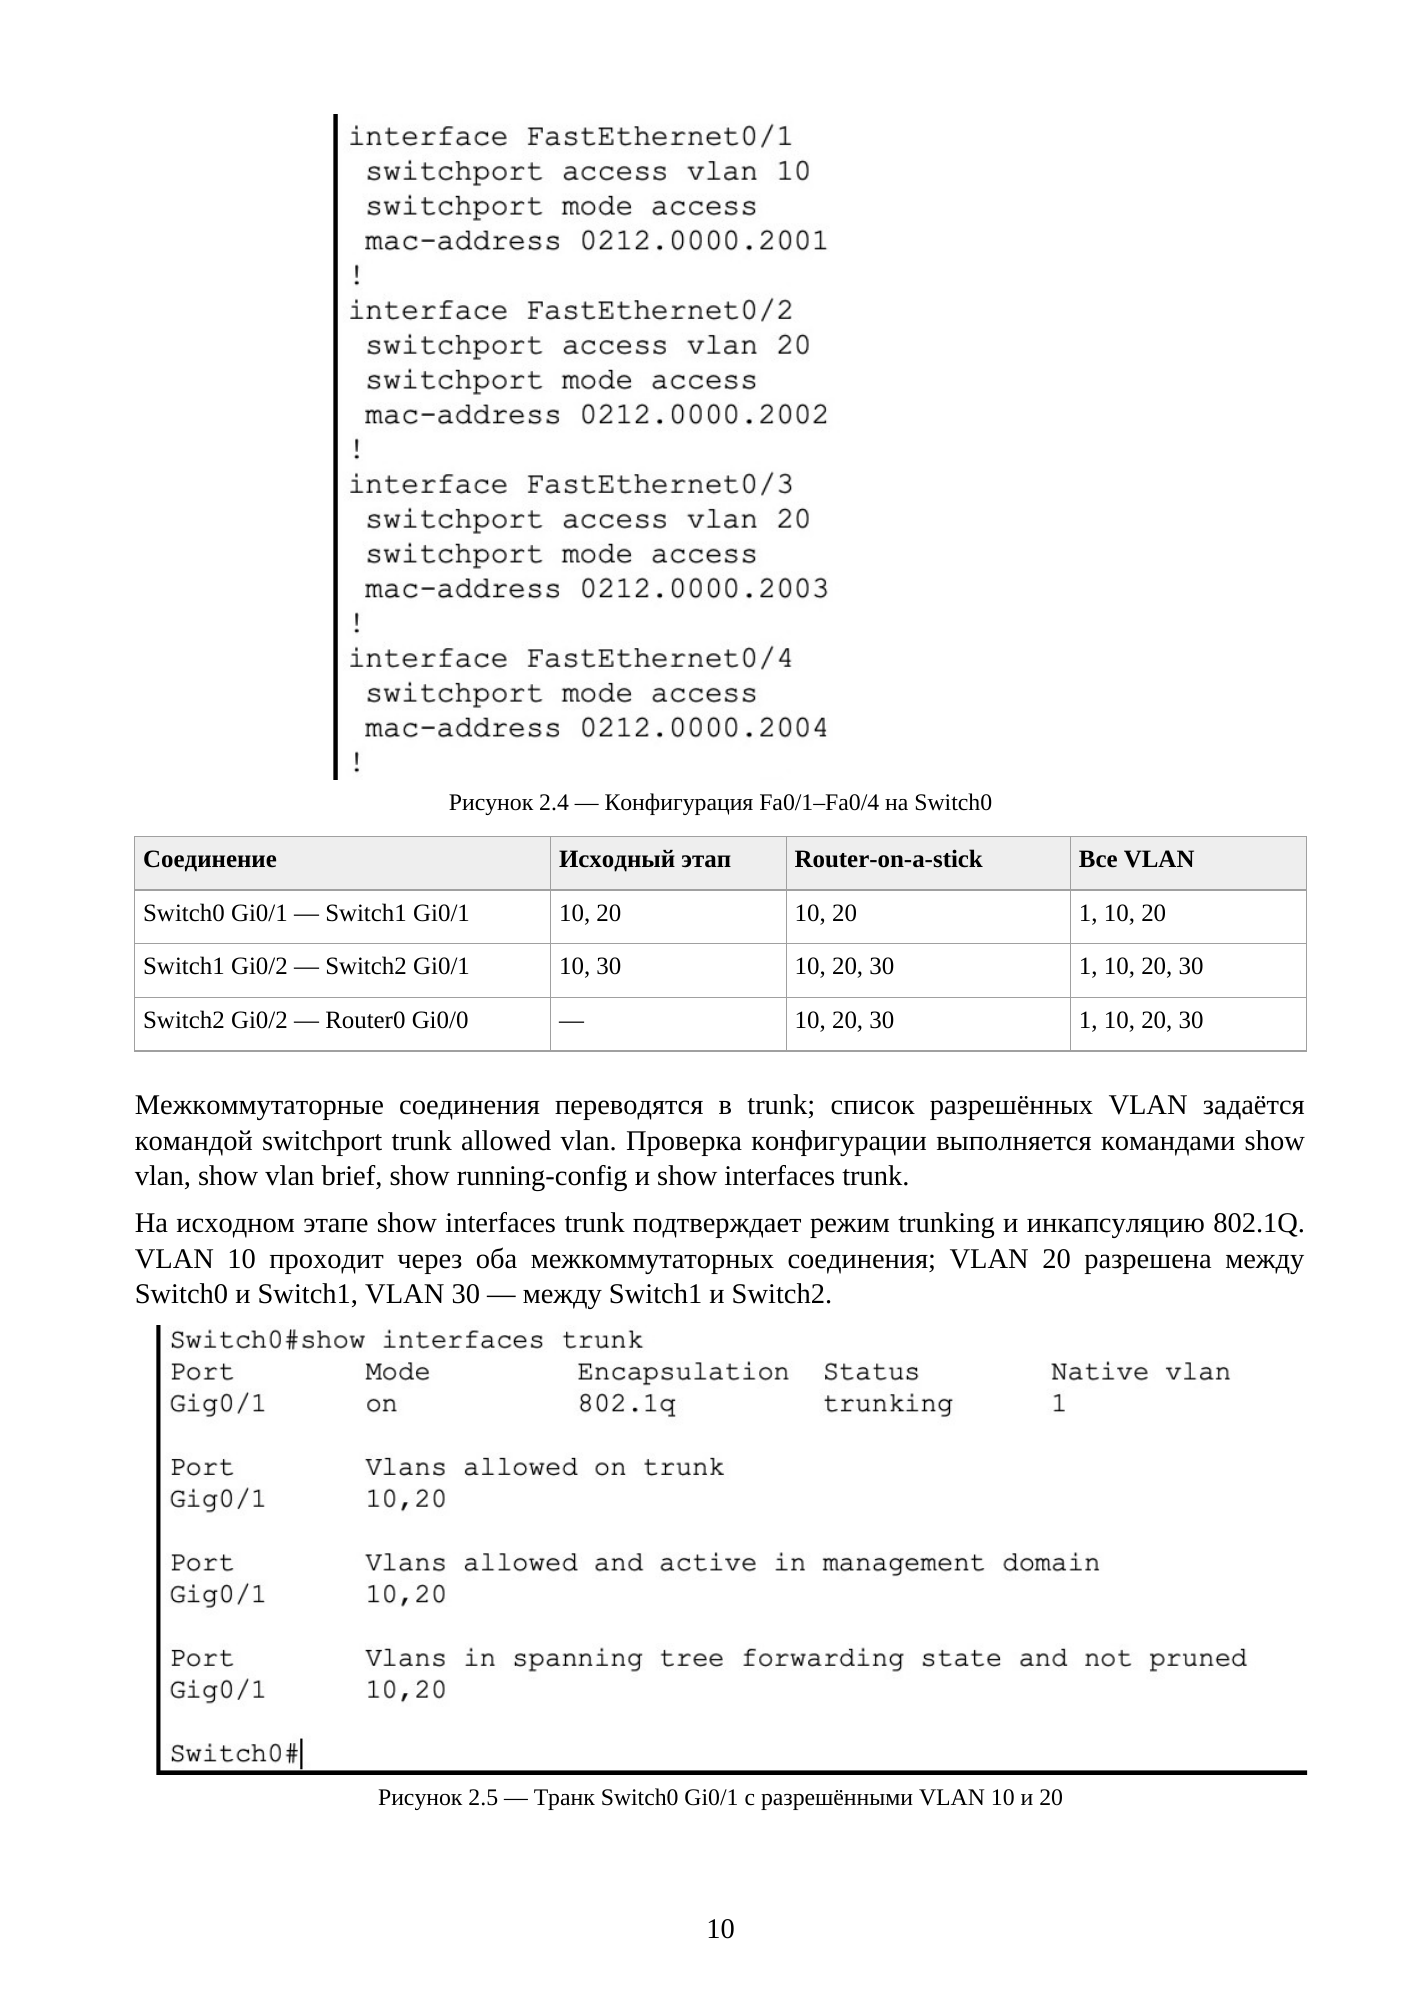 interface FastEthernet0/1
switchport access vlan 10
switchport mode access
mac-address 0212.0000.2001
!
interface FastEthernet0/2
switchport access vlan 20
switchport mode access
mac-address 0212.0000.2002
!
interface FastEthernet0/3
switchport access vlan 20
switchport mode access
mac-address 0212.0000.2003
!
interface FastEthernet0/4
switchport mode access
mac-address 0212.0000.2004
!
Рисунок 2.4 — Конфигурация Fa0/1–Fa0/4 на Switch0
Соединение Исходный этап Router-on-a-stick Все VLAN
Switch0 Gi0/1 — Switch1 Gi0/1 10, 20 10, 20 1, 10, 20
Switch1 Gi0/2 — Switch2 Gi0/1 10, 30 10, 20, 30 1, 10, 20, 30
Switch2 Gi0/2 — Router0 Gi0/0 — 10, 20, 30 1, 10, 20, 30
Межкоммутаторные соединения переводятся в trunk; список разрешённых VLAN задаётся
командой switchport trunk allowed vlan. Проверка конфигурации выполняется командами show
vlan, show vlan brief, show running-config и show interfaces trunk.
На исходном этапе show interfaces trunk подтверждает режим trunking и инкапсуляцию 802.1Q.
VLAN 10 проходит через оба межкоммутаторных соединения; VLAN 20 разрешена между
Switch0 и Switch1, VLAN 30 — между Switch1 и Switch2.
Switch0#show interfaces trunk
Port Mode Encapsulation Status Native vlan
Gig0/1 on 802.1q trunking 1
Port Vlans allowed on trunk
Gig0/1 10,20
Port Vlans allowed and active in management domain
Gig0/1 10,20
Port Vlans in spanning tree forwarding state and not pruned
Gig0/1 10,20
Switch0#
Рисунок 2.5 — Транк Switch0 Gi0/1 с разрешёнными VLAN 10 и 20
10